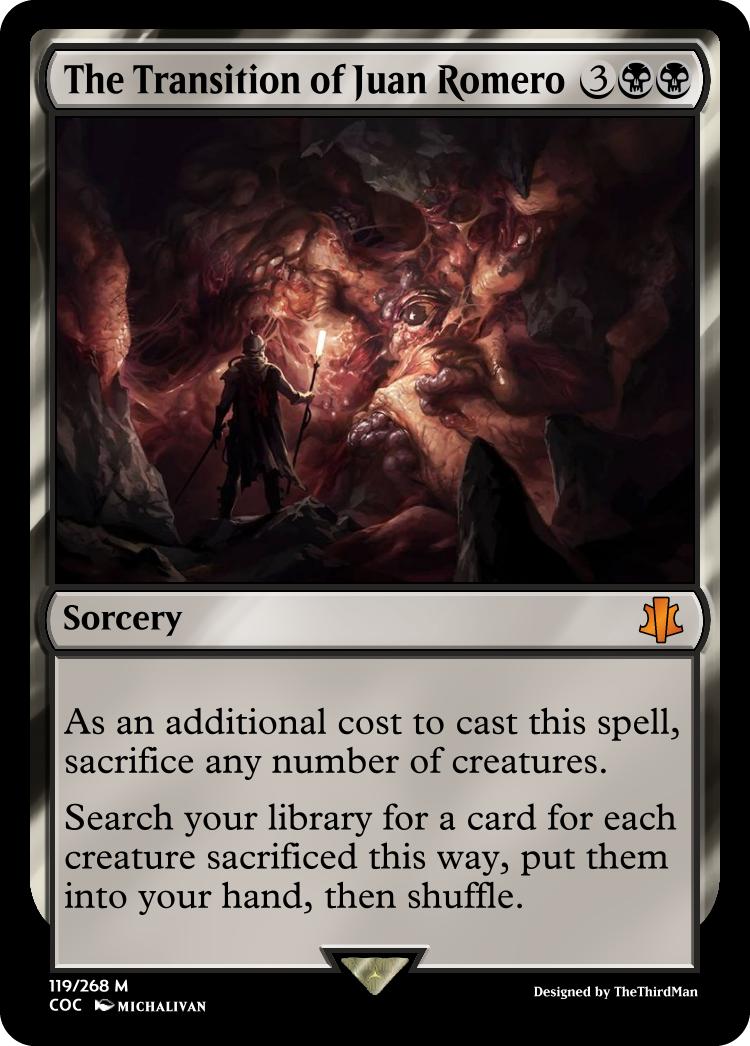 The Transition of Juan Romero 3
Sorcery
As an additional cost to cast this spell,
sacrifice any number of creatures.
Search your library for a card for each
creature sacrificed this way, put them
into your hand, then shuffle.
119/268 M
COC MICHALIVAN
Designed by TheThirdMan